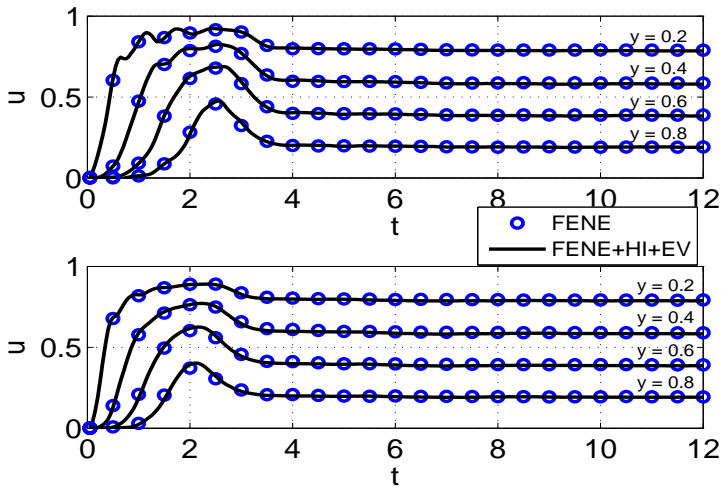 1
0.5
0
u
y = 0.2
y = 0.4
y = 0.6
y = 0.8
0 2 4 6 8 10 12
t
FENE
FENE+HI+EV
1
0.5
0
u
y = 0.2
y = 0.4
y = 0.6
y = 0.8
0 2 4 6 8 10 12
t